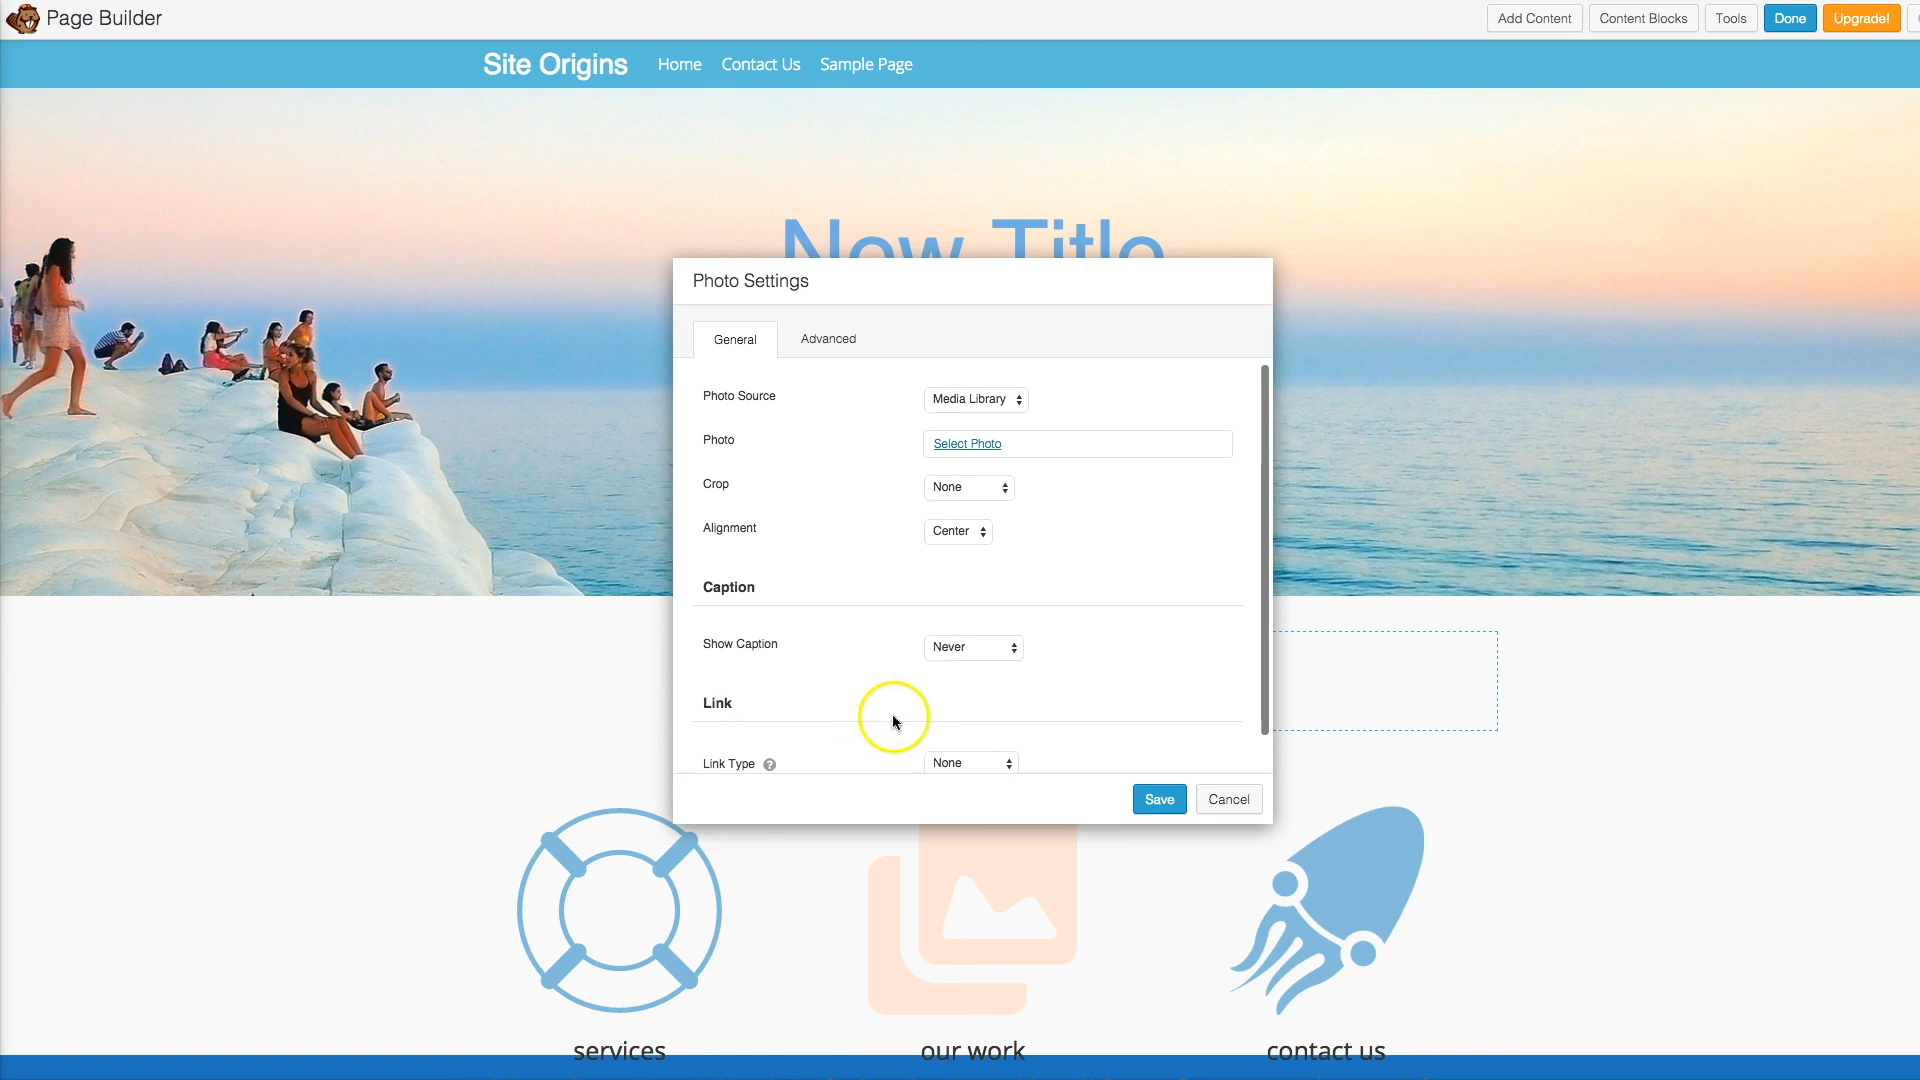 Page Builder
Add Content
Content Blocks
Tools
Done
Upgrade!
Site Origins
Home
Contact Us
Sample Page
New Title
Photo Settings
General
Advanced
Photo Source
Media Library
Photo
Select Photo
Crop
None
Alignment
Center
Caption
Show Caption
Never
Link
Link Type ?
None
Save
Cancel
services
our work
contact us